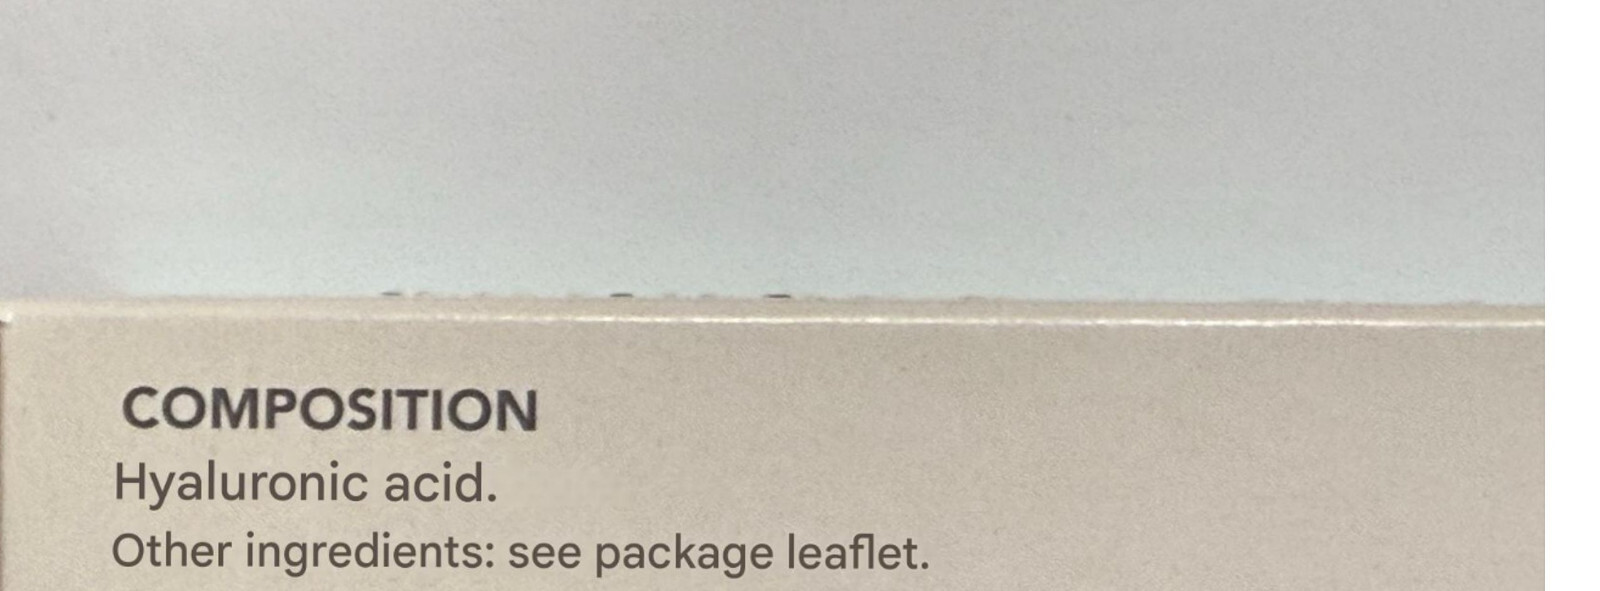 COMPOSITION
Hyaluronic acid.
Other ingredients: see package leaflet.